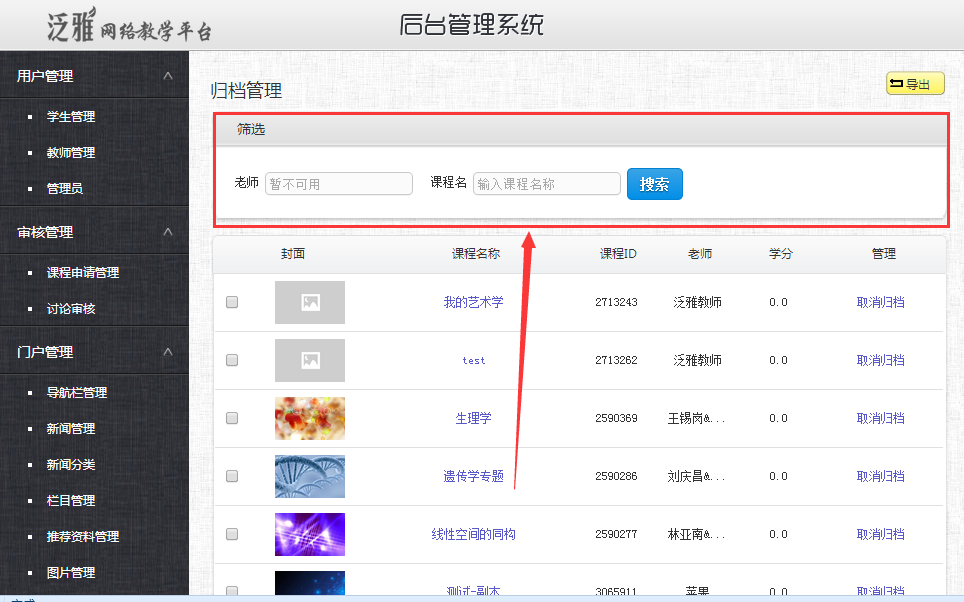 泛雅 网络教学平台
后台管理系统
用户管理
学生管理
教师管理
管理员
审核管理
课程申请管理
讨论审核
门户管理
导航栏管理
新闻管理
新闻分类
栏目管理
推荐资料管理
图片管理
归档管理
导出
筛选
老师 暂不可用 课程名 输入课程名称 搜索
封面 课程名称 课程ID 老师 学分 管理
我的艺术学 2713243 泛雅教师 0.0 取消归档
test 2713262 泛雅教师 0.0 取消归档
生理学 2590369 王锡岗&... 0.0 取消归档
遗传学专题 2590286 刘庆昌&... 0.0 取消归档
线性空间的同构 2590277 林亚南&... 0.0 取消归档
测试-副本 3065911 苹果 0.0 取消归档